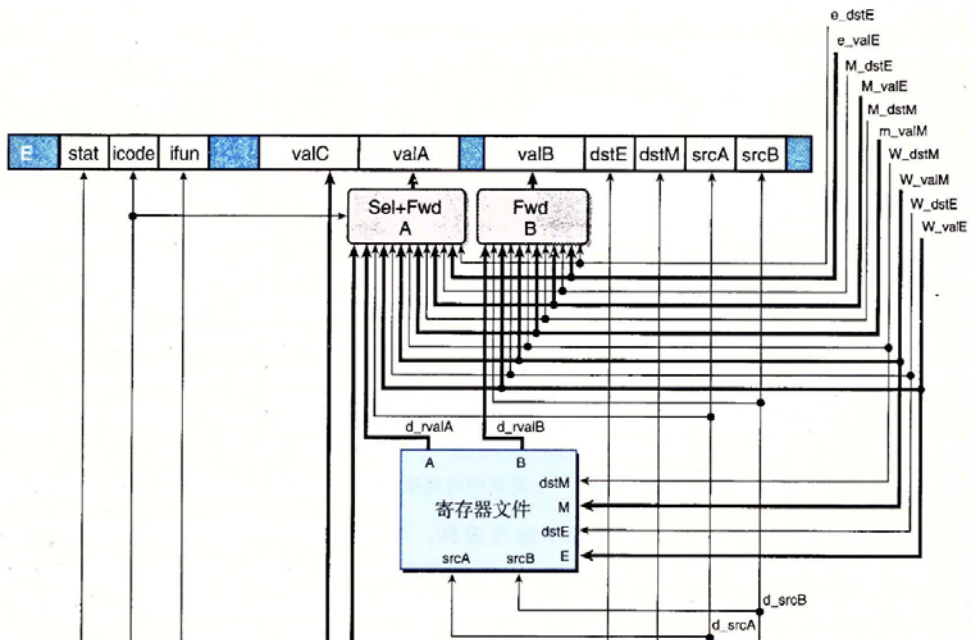 e_dstE
e_valE
M_dstE
M_valE
M_dstM
m_valM
W_dstM
W_valM
W_dstE
W_valE
E stat icode ifun valC valA valB dstE dstM srcA srcB
Sel+Fwd
A
Fwd
B
d_rvalA d_rvalB
A B
dstM
寄存器文件 M
dstE
srcA srcB E
d_srcB
d_srcA